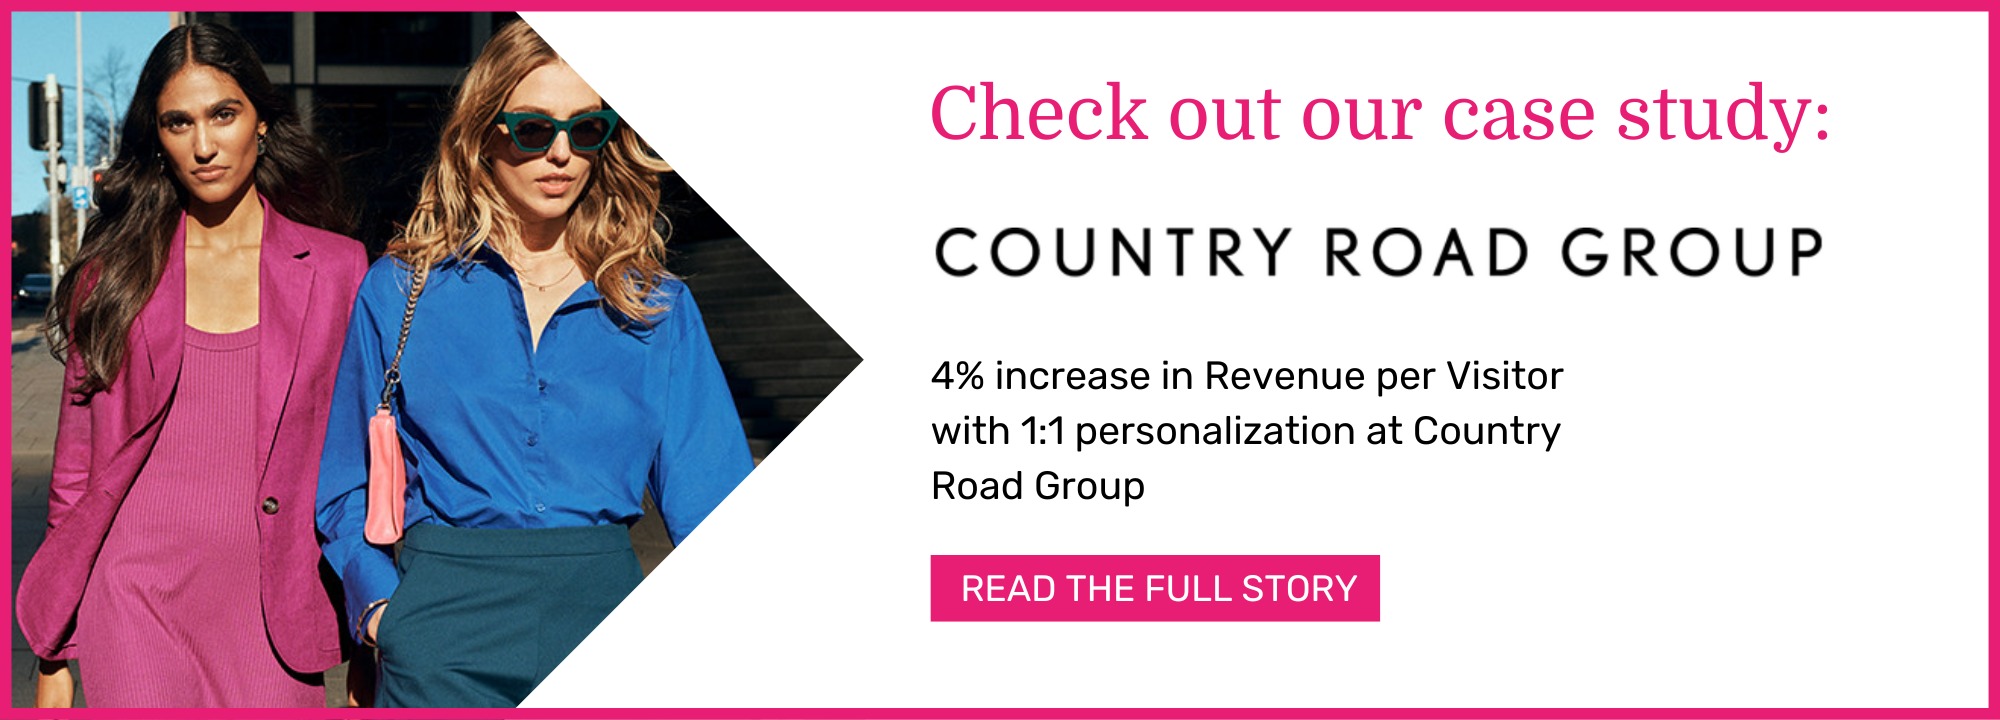 Check out our case study:
COUNTRY ROAD GROUP
4% increase in Revenue per Visitor
with 1:1 personalization at Country
Road Group
READ THE FULL STORY